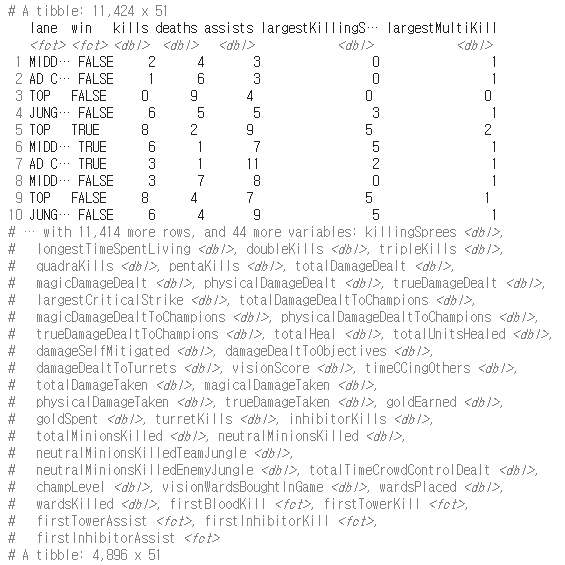 # A tibble: 11,424 x 51
lane win kills deaths assists largestKillingS… largestMultiKill
<fct> <fct> <dbl> <dbl> <dbl> <dbl> <dbl>
1 MIDD… FALSE 2 4 3 0 1
2 AD C… FALSE 1 6 3 0 1
3 TOP FALSE 0 9 4 0 0
4 JUNG… FALSE 6 5 5 3 1
5 TOP TRUE 8 2 9 5 2
6 MIDD… TRUE 6 1 7 5 1
7 AD C… TRUE 3 1 11 2 1
8 MIDD… FALSE 3 7 8 0 1
9 TOP FALSE 8 4 7 5 1
10 JUNG… FALSE 6 4 9 5 1
# … with 11,414 more rows, and 44 more variables: killingSprees <dbl>,
# longestTimeSpentLiving <dbl>, doubleKills <dbl>, tripleKills <dbl>,
# quadraKills <dbl>, pentaKills <dbl>, totalDamageDealt <dbl>,
# magicDamageDealt <dbl>, physicalDamageDealt <dbl>, trueDamageDealt <dbl>,
# largestCriticalStrike <dbl>, totalDamageDealtToChampions <dbl>,
# magicDamageDealtToChampions <dbl>, physicalDamageDealtToChampions <dbl>,
# trueDamageDealtToChampions <dbl>, totalHeal <dbl>, totalUnitsHealed <dbl>,
# damageSelfMitigated <dbl>, damageDealtToObjectives <dbl>,
# damageDealtToTurrets <dbl>, visionScore <dbl>, timeCCingOthers <dbl>,
# totalDamageTaken <dbl>, magicalDamageTaken <dbl>,
# physicalDamageTaken <dbl>, trueDamageTaken <dbl>, goldEarned <dbl>,
# goldSpent <dbl>, turretKills <dbl>, inhibitorKills <dbl>,
# totalMinionsKilled <dbl>, neutralMinionsKilled <dbl>,
# neutralMinionsKilledTeamJungle <dbl>,
# neutralMinionsKilledEnemyJungle <dbl>, totalTimeCrowdControlDealt <dbl>,
# champLevel <dbl>, visionWardsBoughtInGame <dbl>, wardsPlaced <dbl>,
# wardsKilled <dbl>, firstBloodKill <fct>, firstTowerKill <fct>,
# firstTowerAssist <fct>, firstInhibitorKill <fct>,
# firstInhibitorAssist <fct>
# A tibble: 4,896 x 51